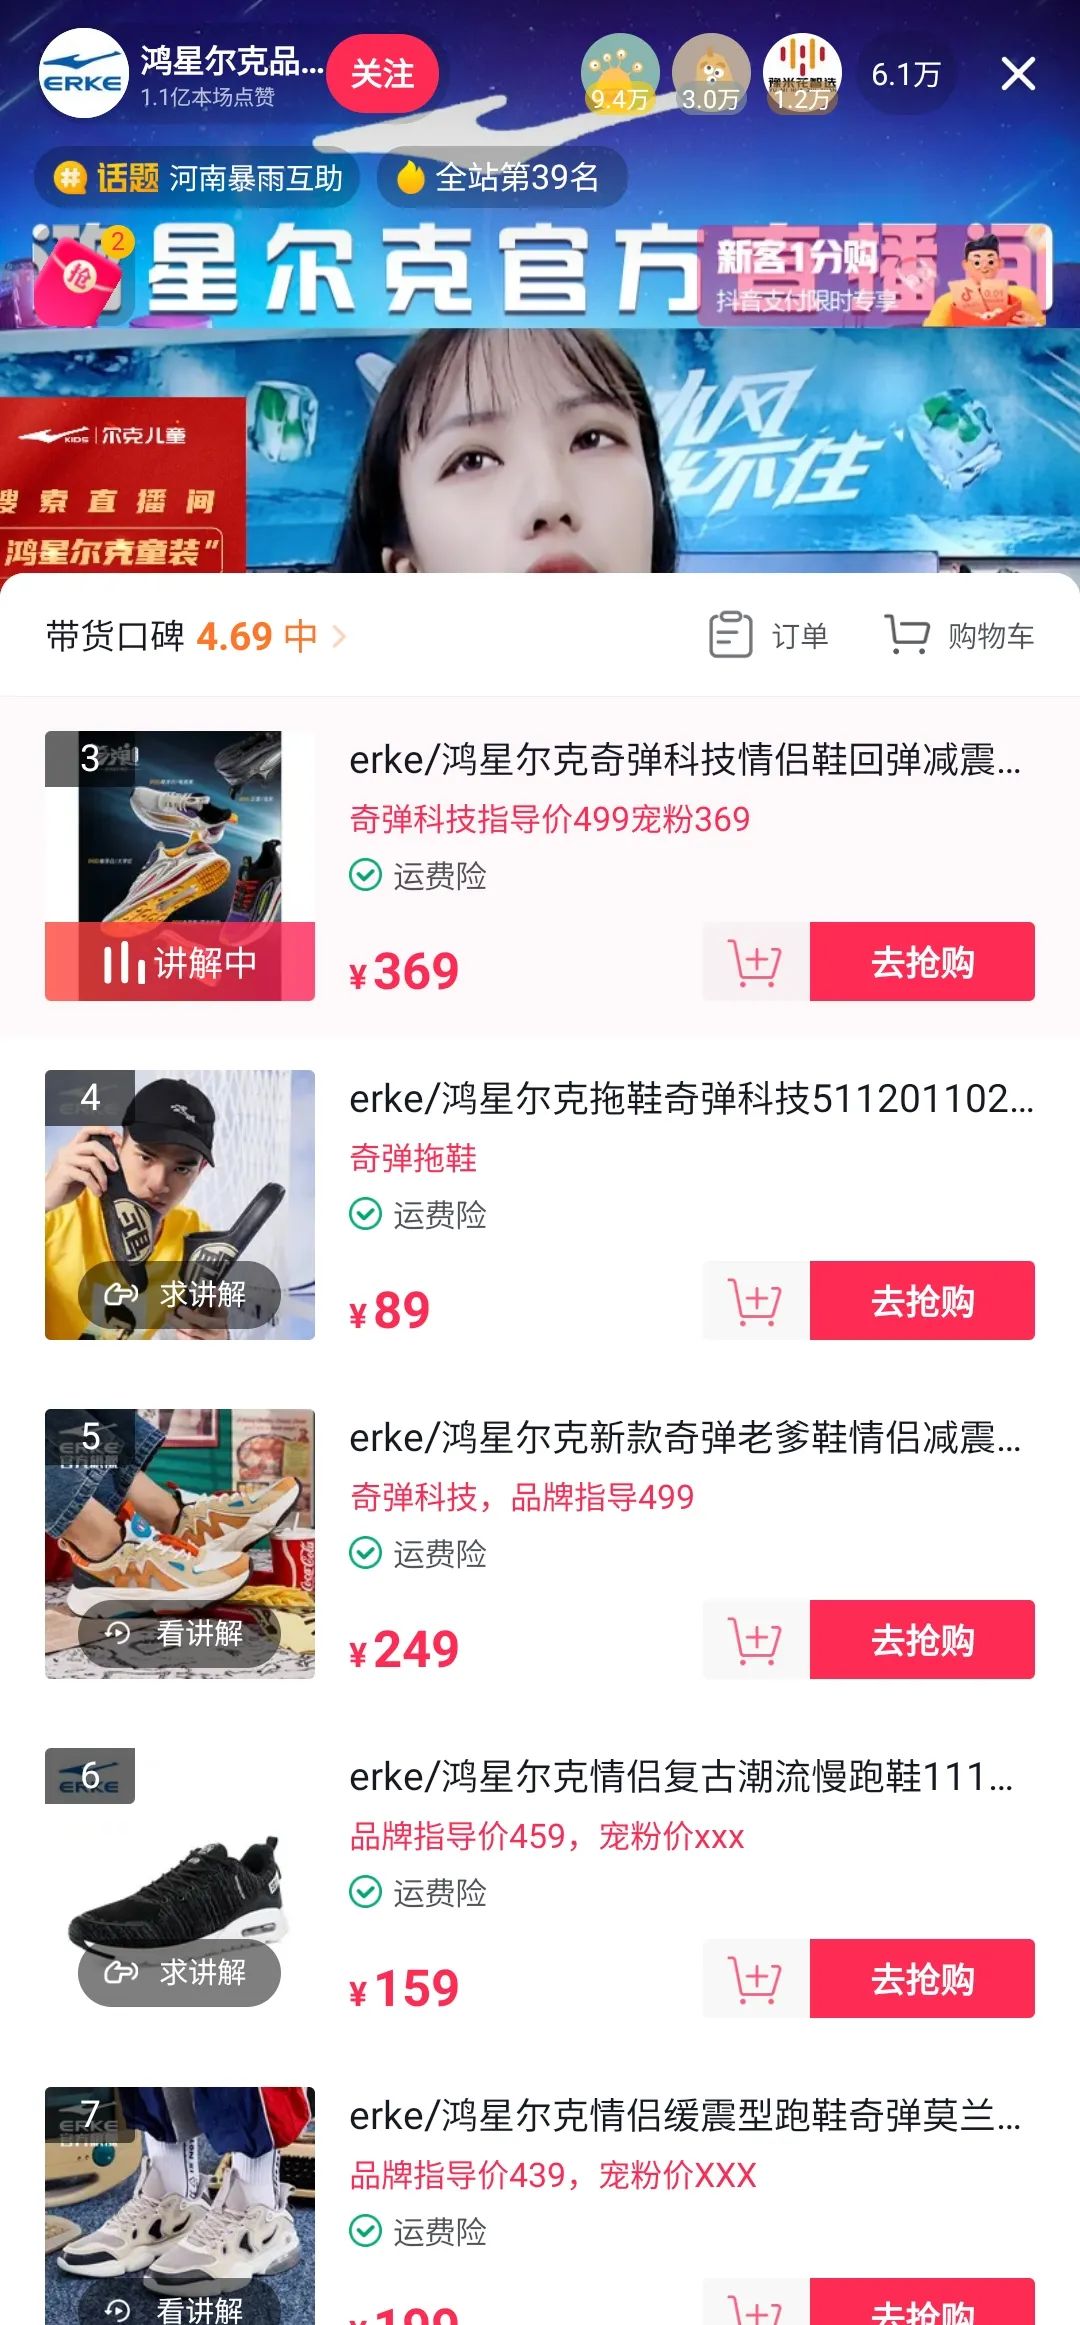 ERKE
鸿星尔克品...
1.1亿本场点赞
关注
9.4万
3.0万
豫米花智选
1.2万
6.1万
话题 河南暴雨互助
全站第39名
鸿星尔克官方直播间
2
抢
新客1分购
抖音支付限时专享
KIDS 尔克儿童
搜索直播间
鸿星尔克童装”
带货口碑 4.69 中
订单
购物车
3
erke/鸿星尔克奇弹科技情侣鞋回弹减震...
奇弹科技指导价499宠粉369
运费险
讲解中
¥369
去抢购
4
erke/鸿星尔克拖鞋奇弹科技511201102...
奇弹拖鞋
运费险
求讲解
¥89
去抢购
5
ERKE
erke/鸿星尔克新款奇弹老爹鞋情侣减震...
奇弹科技，品牌指导499
运费险
Coca-Cola
看讲解
¥249
去抢购
6
ERKE
erke/鸿星尔克情侣复古潮流慢跑鞋111...
品牌指导价459，宠粉价xxx
运费险
求讲解
¥159
去抢购
7
ERKE
erke/鸿星尔克情侣缓震型跑鞋奇弹莫兰...
品牌指导价439，宠粉价XXX
运费险
看讲解
¥199
去抢购